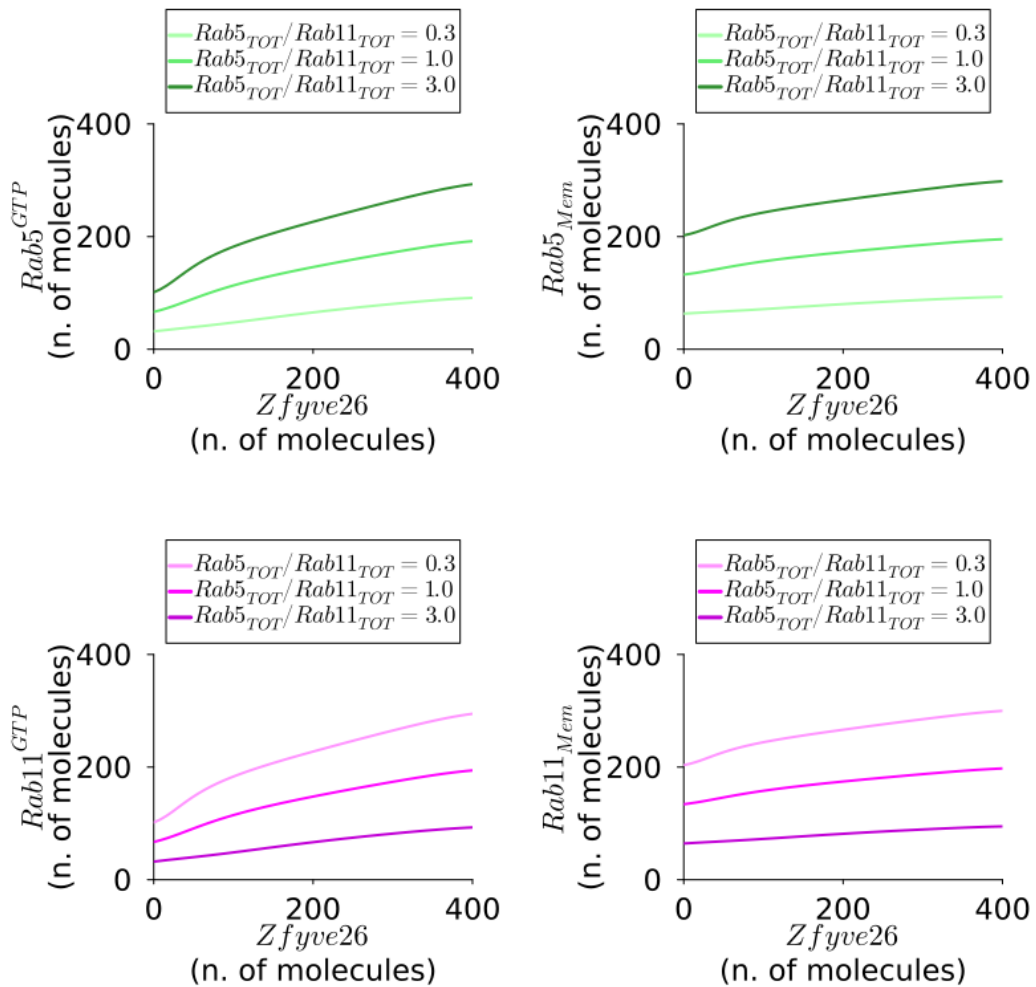 Rab5_TOT/Rab11_TOT = 0.3
Rab5_TOT/Rab11_TOT = 1.0
Rab5_TOT/Rab11_TOT = 3.0
Rab5^GTP
(n. of molecules)
400
200
0
0 200 400
Zfyve26
(n. of molecules)
Rab5_TOT/Rab11_TOT = 0.3
Rab5_TOT/Rab11_TOT = 1.0
Rab5_TOT/Rab11_TOT = 3.0
Rab5_Mem
(n. of molecules)
400
200
0
0 200 400
Zfyve26
(n. of molecules)
Rab5_TOT/Rab11_TOT = 0.3
Rab5_TOT/Rab11_TOT = 1.0
Rab5_TOT/Rab11_TOT = 3.0
Rab11^GTP
(n. of molecules)
400
200
0
0 200 400
Zfyve26
(n. of molecules)
Rab5_TOT/Rab11_TOT = 0.3
Rab5_TOT/Rab11_TOT = 1.0
Rab5_TOT/Rab11_TOT = 3.0
Rab11_Mem
(n. of molecules)
400
200
0
0 200 400
Zfyve26
(n. of molecules)